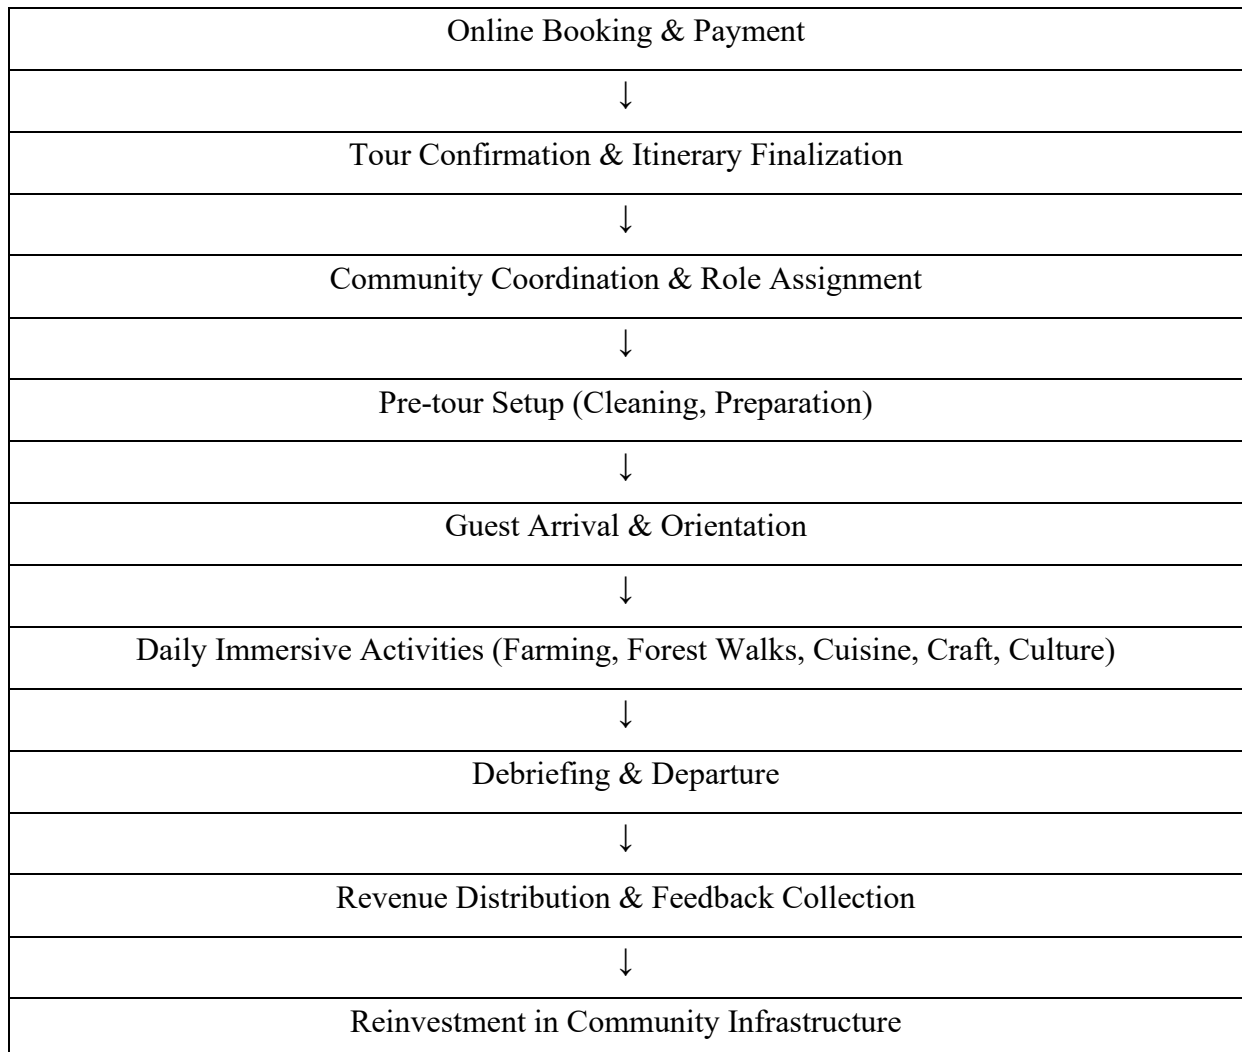 Online Booking & Payment
↓
Tour Confirmation & Itinerary Finalization
↓
Community Coordination & Role Assignment
↓
Pre-tour Setup (Cleaning, Preparation)
↓
Guest Arrival & Orientation
↓
Daily Immersive Activities (Farming, Forest Walks, Cuisine, Craft, Culture)
↓
Debriefing & Departure
↓
Revenue Distribution & Feedback Collection
↓
Reinvestment in Community Infrastructure